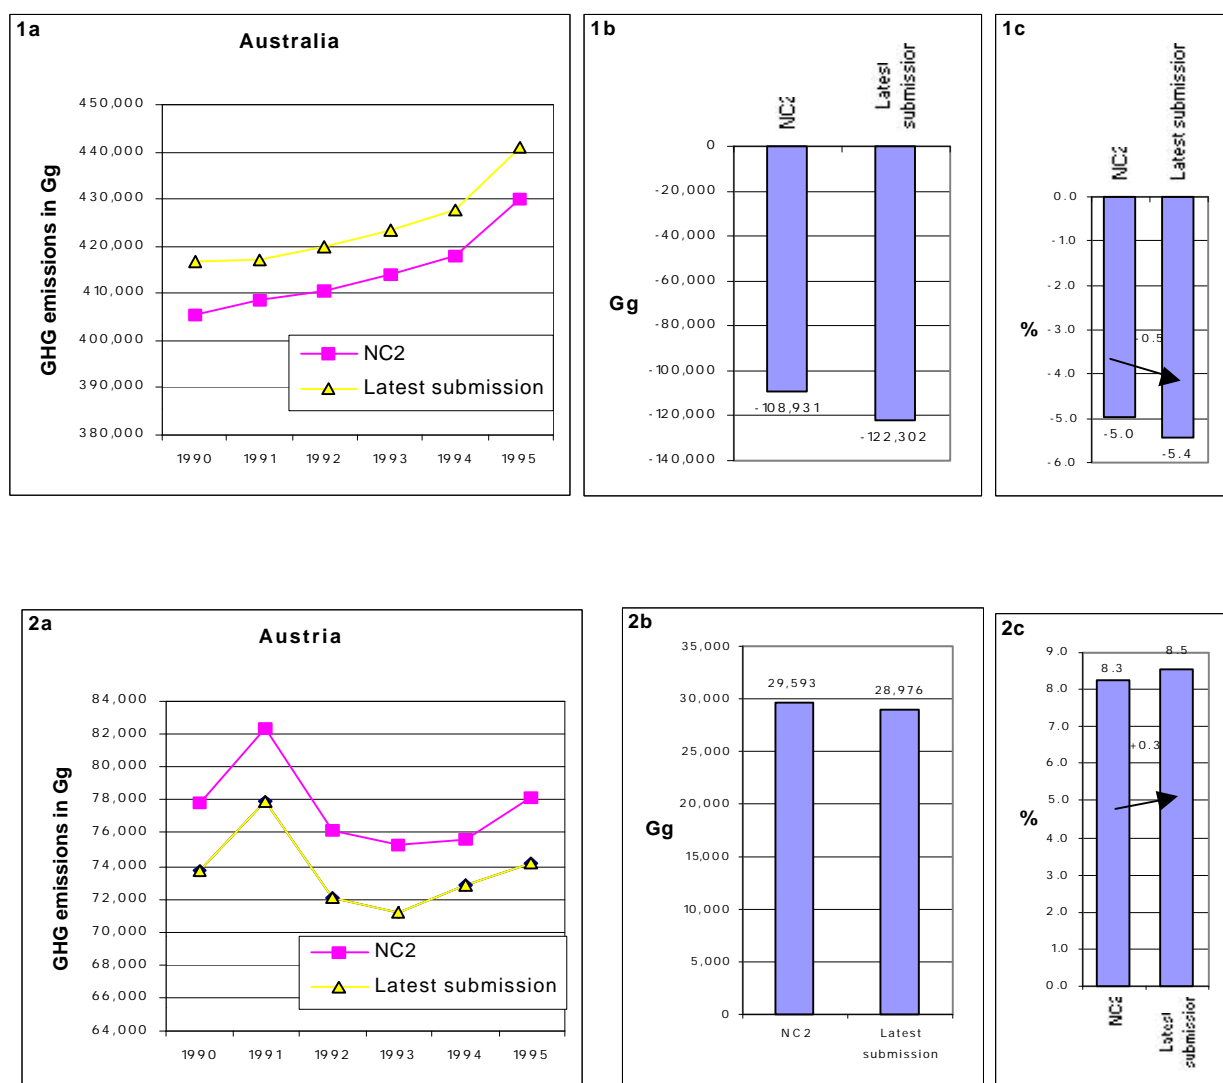 1a
Australia
GHG emissions in Gg
450,000
440,000
430,000
420,000
410,000
400,000
390,000
380,000
NC2
Latest submission
1990 1991 1992 1993 1994 1995
1b
NC2
Latest
submission
Gg
0
-20,000
-40,000
-60,000
-80,000
-100,000
-120,000
-140,000
-108,931
-122,302
1c
NC2
Latest submission
%
0.0
-1.0
-2.0
-3.0
-4.0
-5.0
-6.0
-0.5
-5.0
-5.4
2a
Austria
GHG emissions in Gg
84,000
82,000
80,000
78,000
76,000
74,000
72,000
70,000
68,000
66,000
64,000
NC2
Latest submission
1990 1991 1992 1993 1994 1995
2b
Gg
35,000
30,000
25,000
20,000
15,000
10,000
5,000
0
29,593
28,976
NC2
Latest
submission
2c
%
9.0
8.0
7.0
6.0
5.0
4.0
3.0
2.0
1.0
0.0
8.3
8.5
+0.3
NC2
Latest
submission